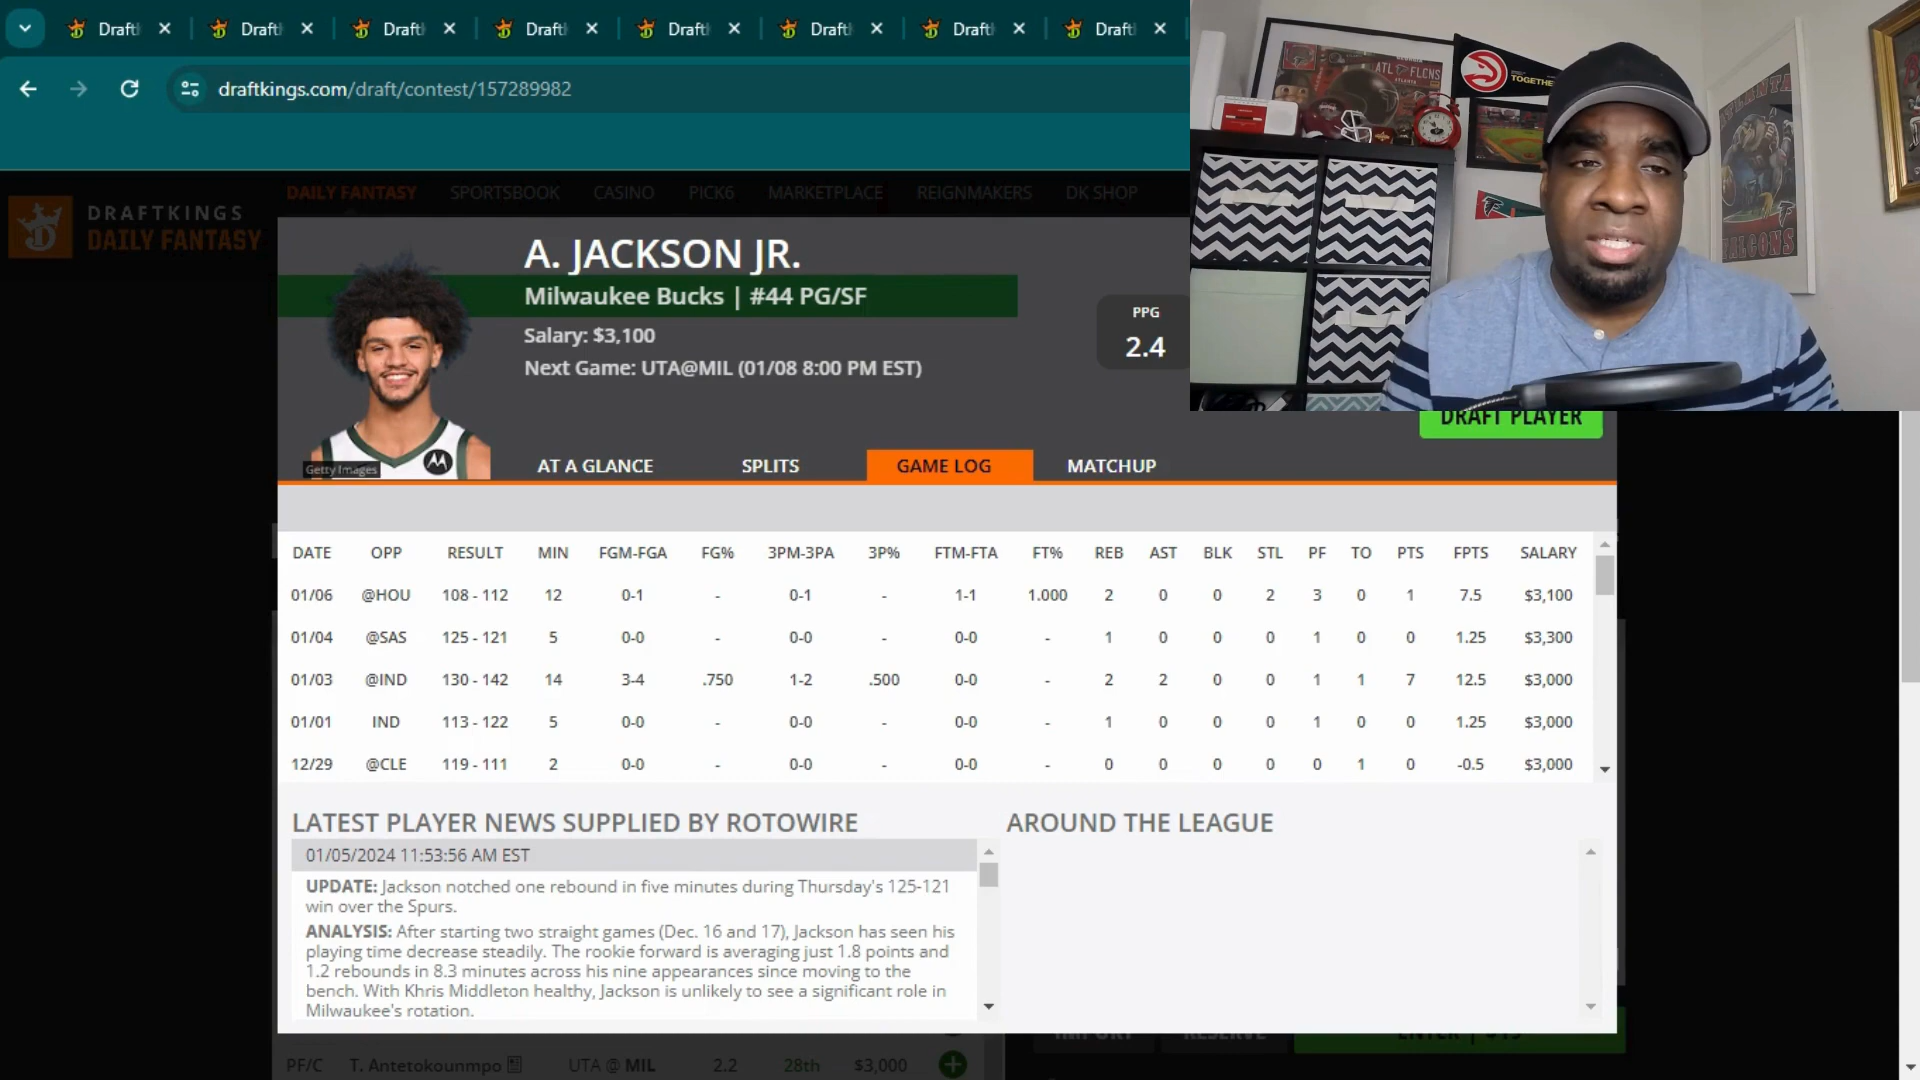 Draft
Draft
Draft
Draft
Draft
Draft
Draft
Draft
draftkings.com/draft/contest/157289982
ATL FLCNS
ATLANTA
TOGETHER
ATLANTA
FALCONS
DRAFTKINGS
DAILY FANTASY
DAILY FANTASY SPORTSBOOK CASINO PICK6 MARKETPLACE REIGNMAKERS DK SHOP
A. JACKSON JR.
Milwaukee Bucks | #44 PG/SF
Salary: $3,100
Next Game: UTA@MIL (01/08 8:00 PM EST)
PPG
2.4
DRAFT PLAYER
Getty Images
AT A GLANCE SPLITS GAME LOG MATCHUP
DATE OPP RESULT MIN FGM-FGA FG% 3PM-3PA 3P% FTM-FTA FT% REB AST BLK STL PF TO PTS FPTS SALARY
01/06 @HOU 108 - 112 12 0-1 - 0-1 - 1-1 1.000 2 0 0 2 3 0 1 7.5 $3,100
01/04 @SAS 125 - 121 5 0-0 - 0-0 - 0-0 - 1 0 0 0 1 0 0 1.25 $3,300
01/03 @IND 130 - 142 14 3-4 .750 1-2 .500 0-0 - 2 2 0 0 1 1 7 12.5 $3,000
01/01 IND 113 - 122 5 0-0 - 0-0 - 0-0 - 1 0 0 0 1 0 0 1.25 $3,000
12/29 @CLE 119 - 111 2 0-0 - 0-0 - 0-0 - 0 0 0 0 0 1 0 -0.5 $3,000
LATEST PLAYER NEWS SUPPLIED BY ROTOWIRE
01/05/2024 11:53:56 AM EST
UPDATE: Jackson notched one rebound in five minutes during Thursday's 125-121
win over the Spurs.
ANALYSIS: After starting two straight games (Dec. 16 and 17), Jackson has seen his
playing time decrease steadily. The rookie forward is averaging just 1.8 points and
1.2 rebounds in 8.3 minutes across his nine appearances since moving to the
bench. With Khris Middleton healthy, Jackson is unlikely to see a significant role in
Milwaukee's rotation.
AROUND THE LEAGUE
IMPORT RESERVE ENTER | $15
PF/C T. Antetokounmpo UTA @ MIL 2.2 28th $3,000